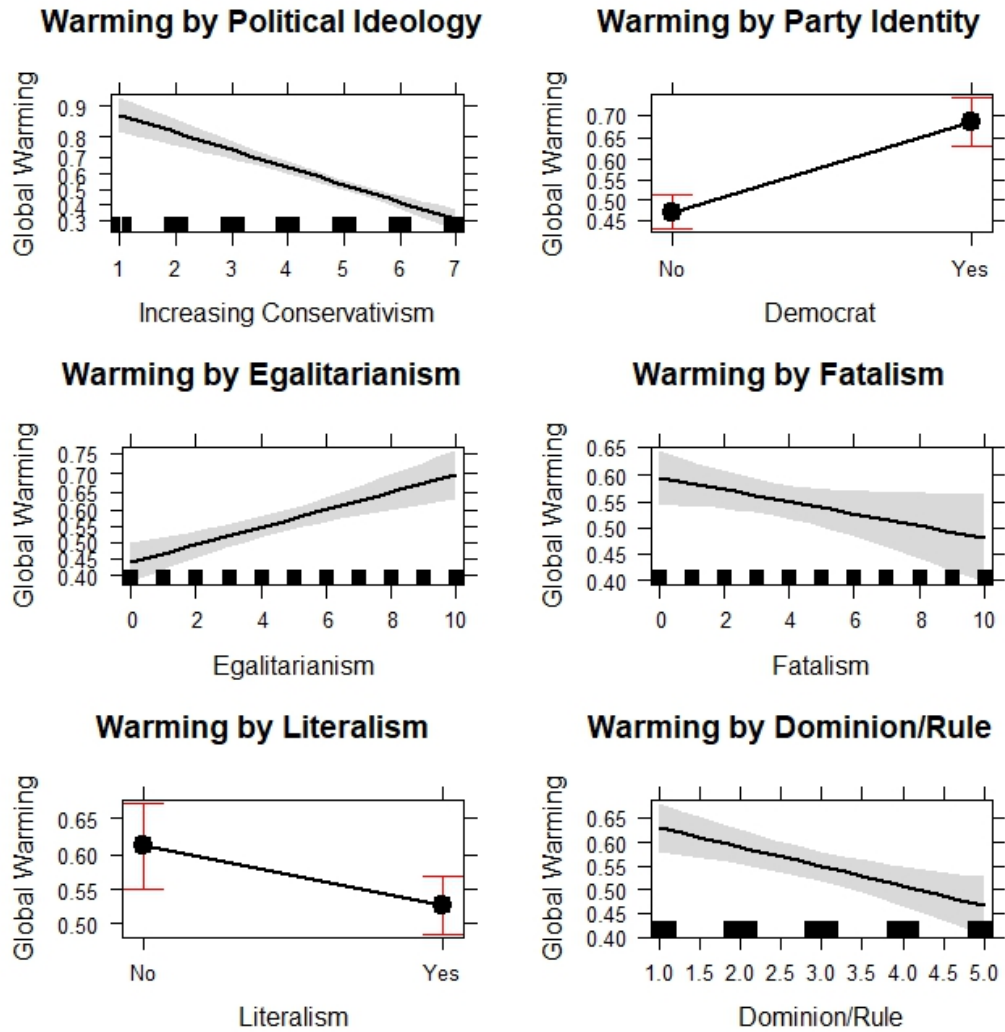 Warming by Political Ideology
Global Warming
0.9
0.8
0.7
0.6
0.5
0.4
0.3
1 2 3 4 5 6 7
Increasing Conservativism
Warming by Party Identity
Global Warming
0.70
0.65
0.60
0.55
0.50
0.45
No Yes
Democrat
Warming by Egalitarianism
Global Warming
0.75
0.70
0.65
0.60
0.55
0.50
0.45
0.40
0 2 4 6 8 10
Egalitarianism
Warming by Fatalism
Global Warming
0.65
0.60
0.55
0.50
0.45
0.40
0 2 4 6 8 10
Fatalism
Warming by Literalism
Global Warming
0.65
0.60
0.55
0.50
No Yes
Literalism
Warming by Dominion/Rule
Global Warming
0.65
0.60
0.55
0.50
0.45
0.40
1.0 1.5 2.0 2.5 3.0 3.5 4.0 4.5 5.0
Dominion/Rule